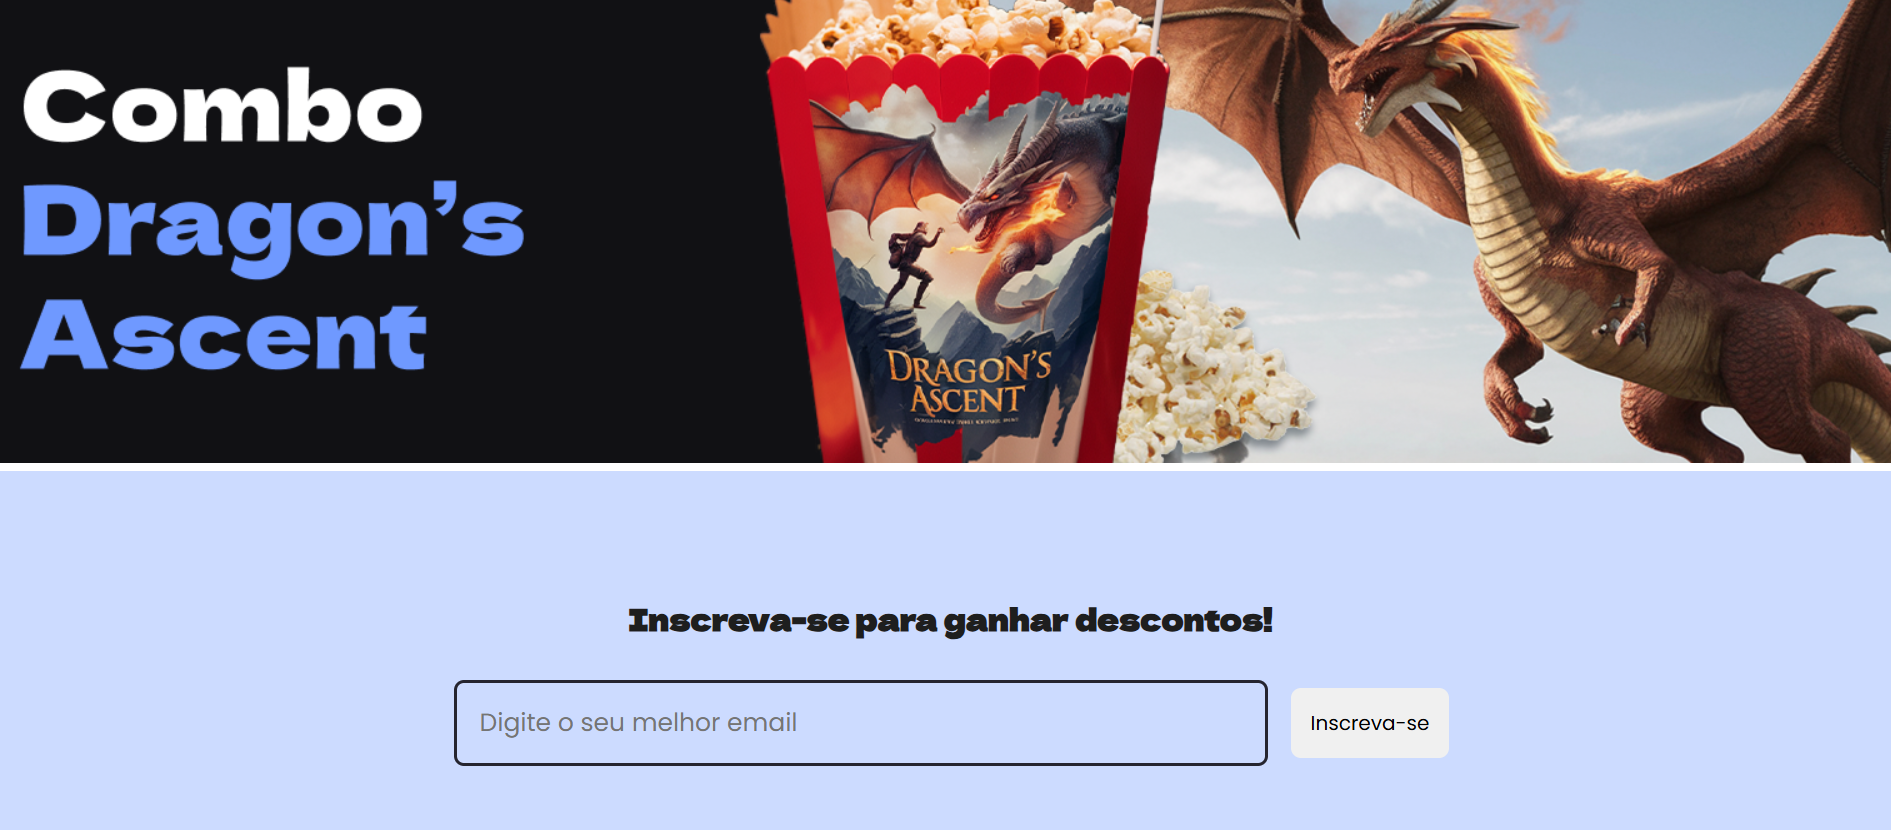 Combo
Dragon’s
Ascent
DRAGON'S
ASCENT
Inscreva-se para ganhar descontos!
Digite o seu melhor email
Inscreva-se